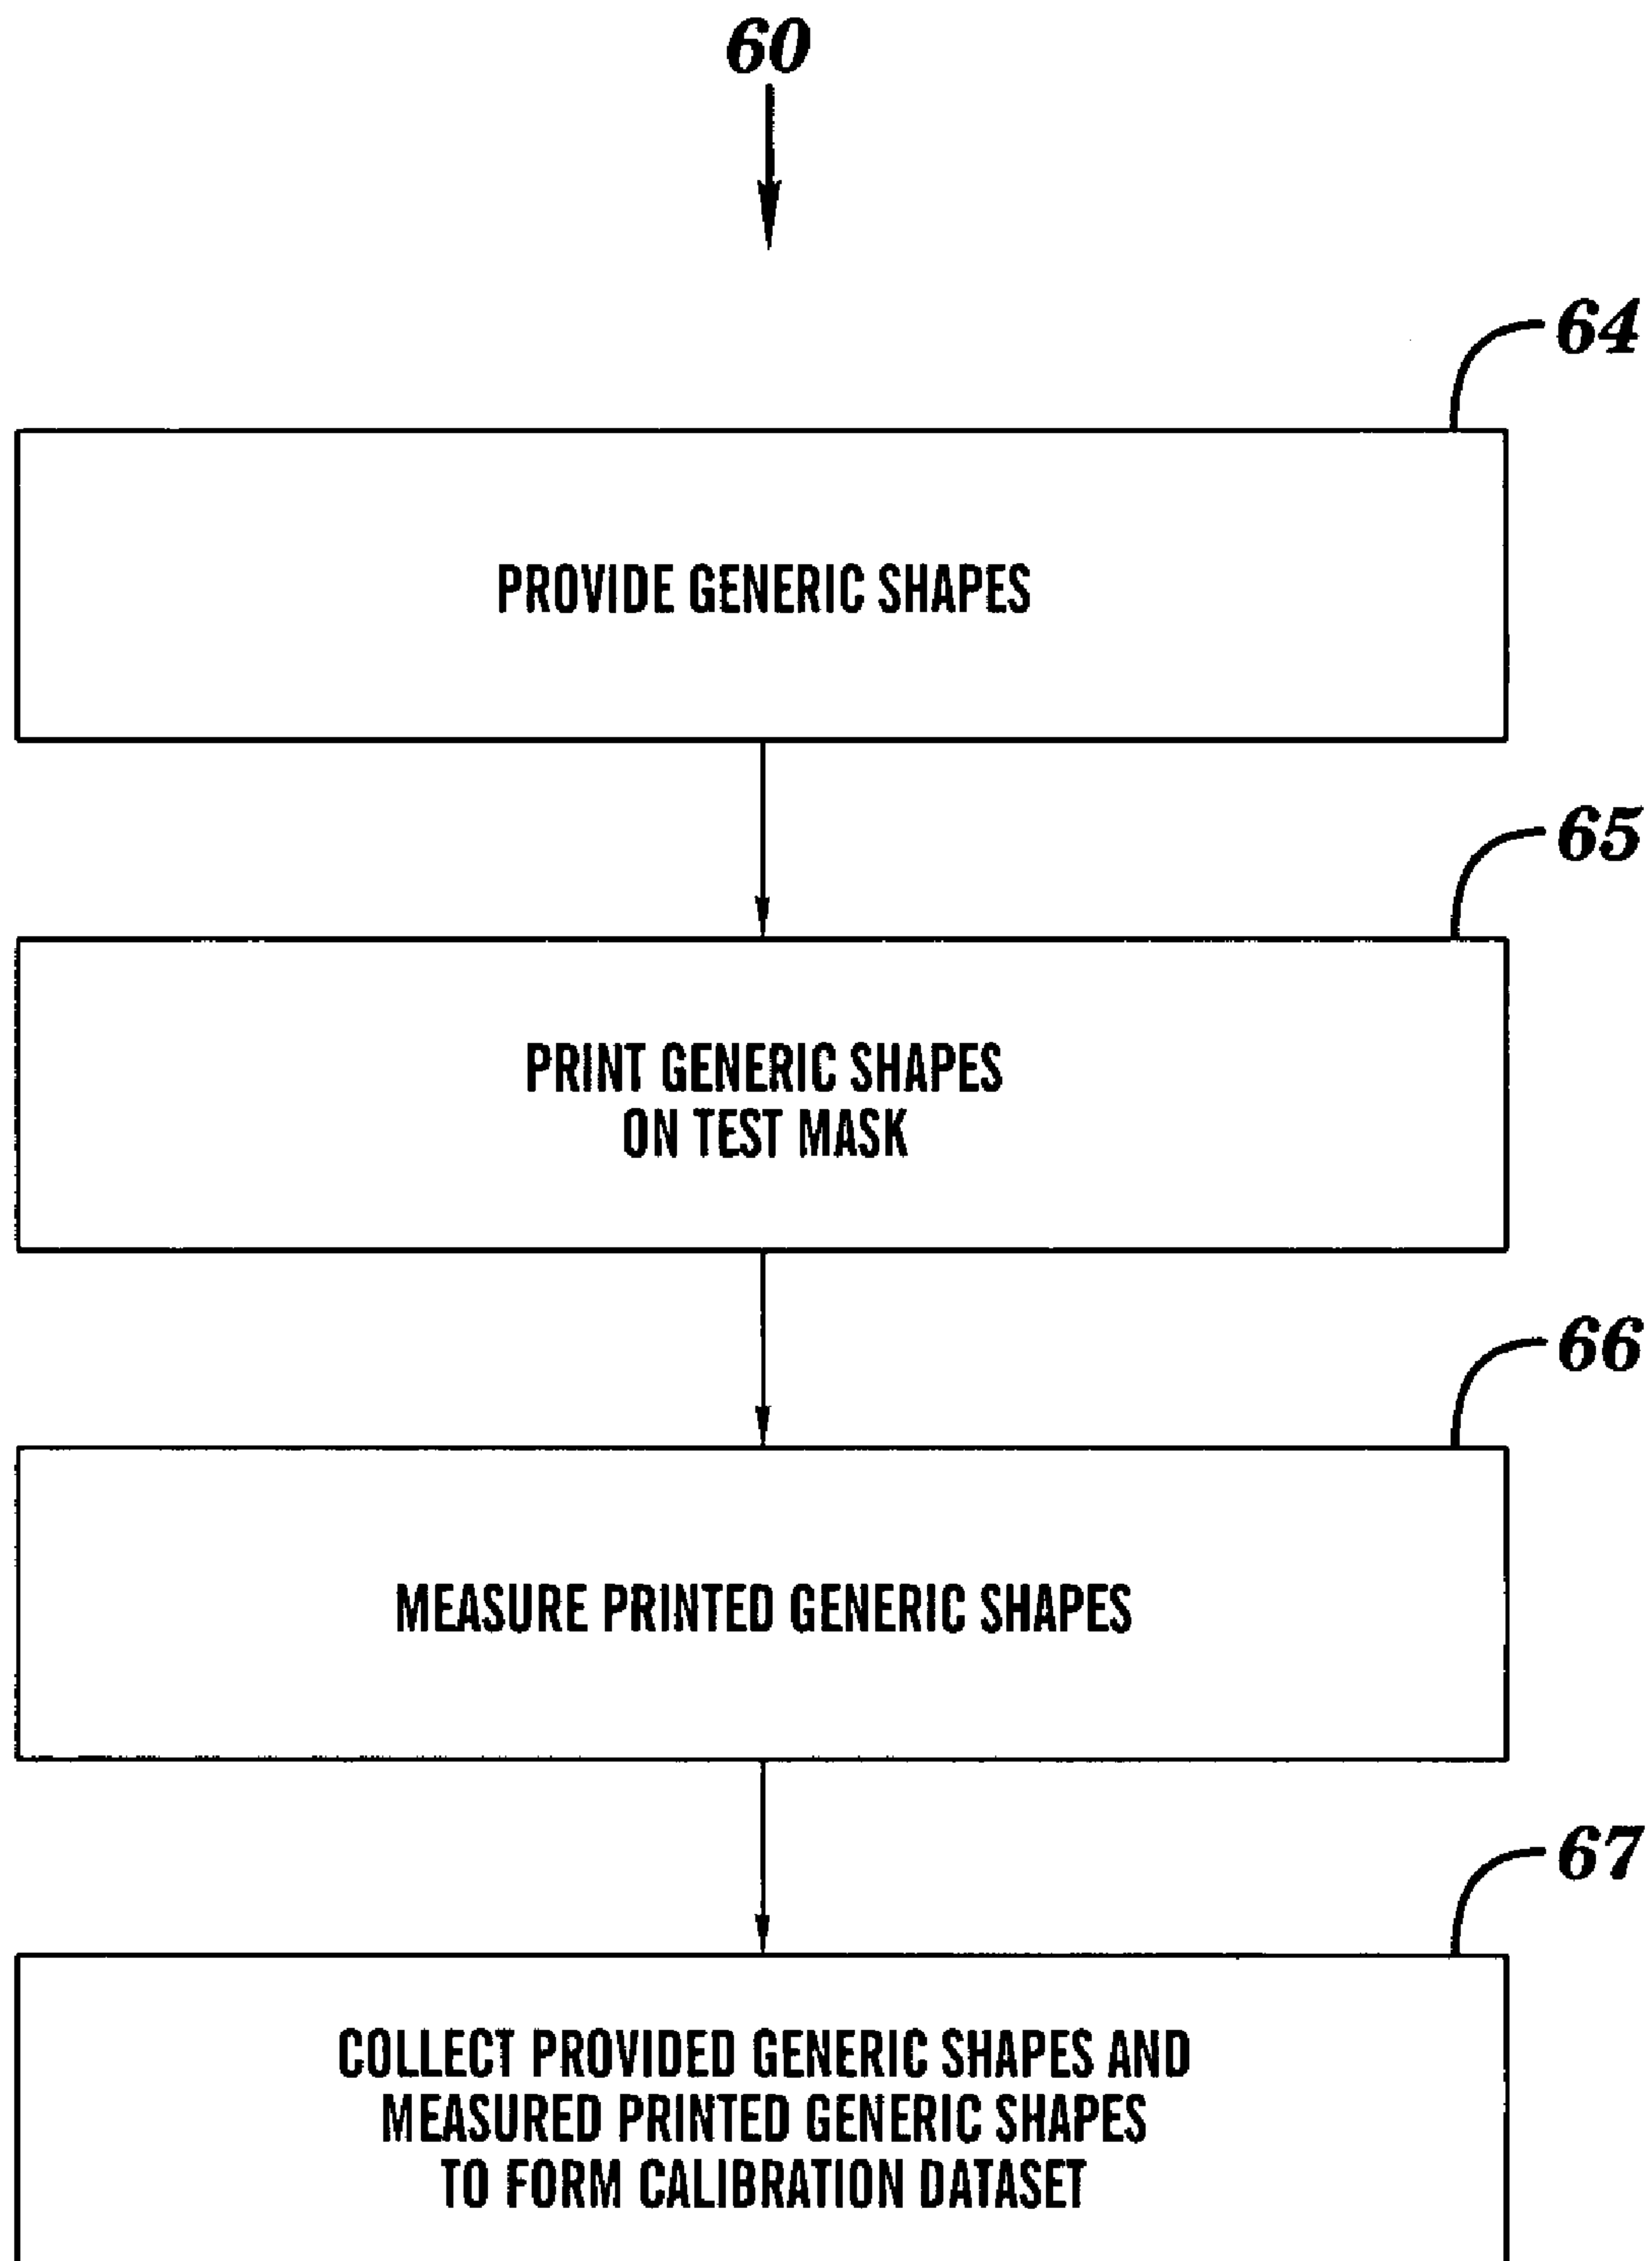 60
64
PROVIDE GENERIC SHAPES
65
PRINT GENERIC SHAPES
ON TEST MASK
66
MEASURE PRINTED GENERIC SHAPES
67
COLLECT PROVIDED GENERIC SHAPES AND
MEASURED PRINTED GENERIC SHAPES
TO FORM CALIBRATION DATASET